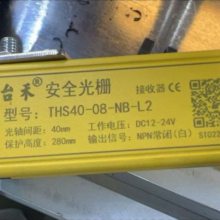 台禾® 安全光栅 接收器
型号: THS40-08-NB-L2
光轴间距: 40mm 工作电压: DC12-24V
保护高度: 280mm 输出信号: NPN常闭(白)